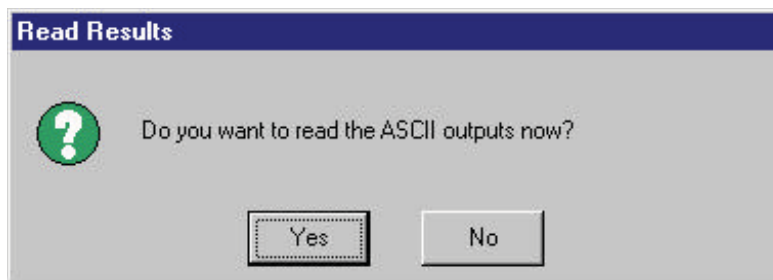 Read Results
Do you want to read the ASCII outputs now?
Yes No